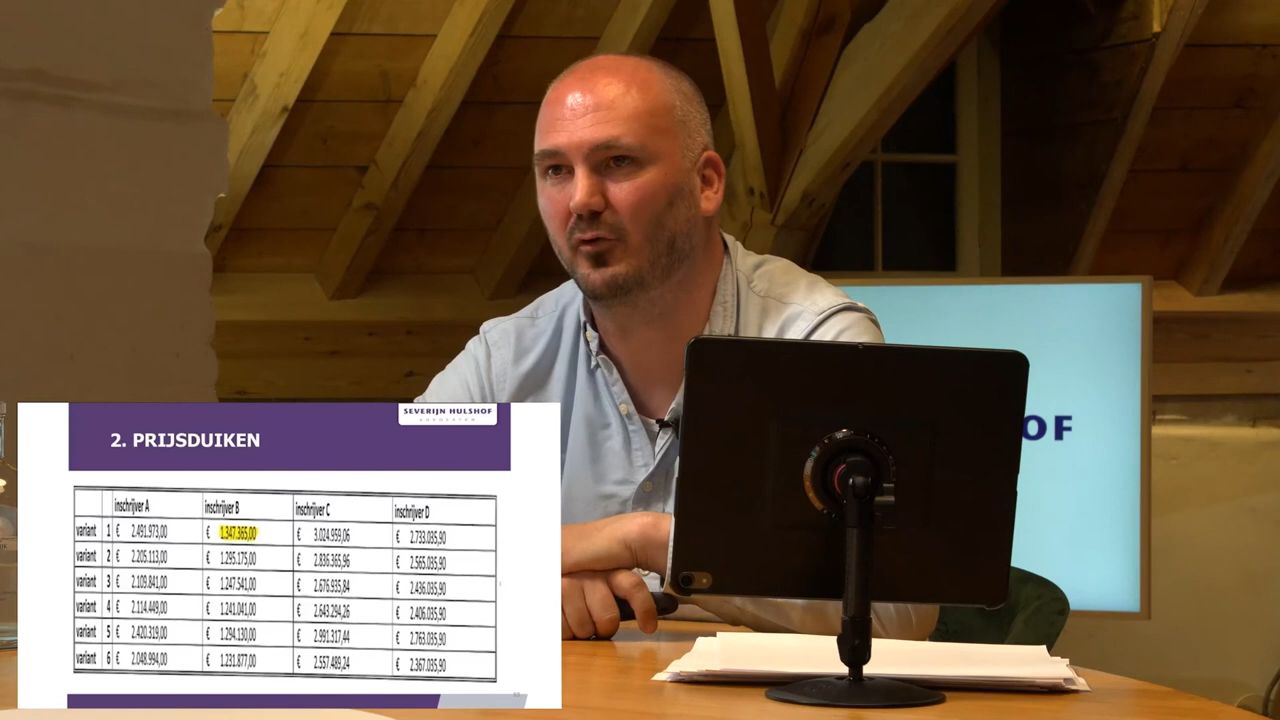 SEVERIJN HULSHOF
ADVOCATEN
2. PRIJSDUIKEN
inschrijver A inschrijver B inschrijver C inschrijver D
variant 1 € 2.491.973,00 € 1.347.365,00 € 3.024.959,06 € 2.733.035,90
variant 2 € 2.205.113,00 € 1.295.175,00 € 2.836.365,96 € 2.565.035,90
variant 3 € 2.109.841,00 € 1.247.541,00 € 2.676.935,84 € 2.436.035,90
variant 4 € 2.114.449,00 € 1.241.041,00 € 2.643.294,26 € 2.406.035,90
variant 5 € 2.420.319,00 € 1.294.130,00 € 2.991.317,44 € 2.763.035,90
variant 6 € 2.048.994,00 € 1.231.877,00 € 2.557.489,24 € 2.367.035,90
OF